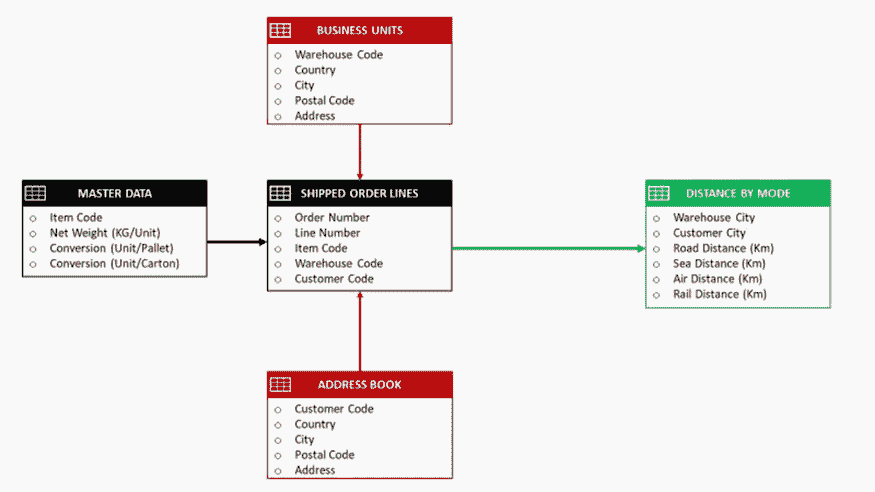 BUSINESS UNITS
Warehouse Code
Country
City
Postal Code
Address
MASTER DATA
Item Code
Net Weight (KG/Unit)
Conversion (Unit/Pallet)
Conversion (Unit/Carton)
SHIPPED ORDER LINES
Order Number
Line Number
Item Code
Warehouse Code
Customer Code
DISTANCE BY MODE
Warehouse City
Customer City
Road Distance (Km)
Sea Distance (Km)
Air Distance (Km)
Rail Distance (Km)
ADDRESS BOOK
Customer Code
Country
City
Postal Code
Address